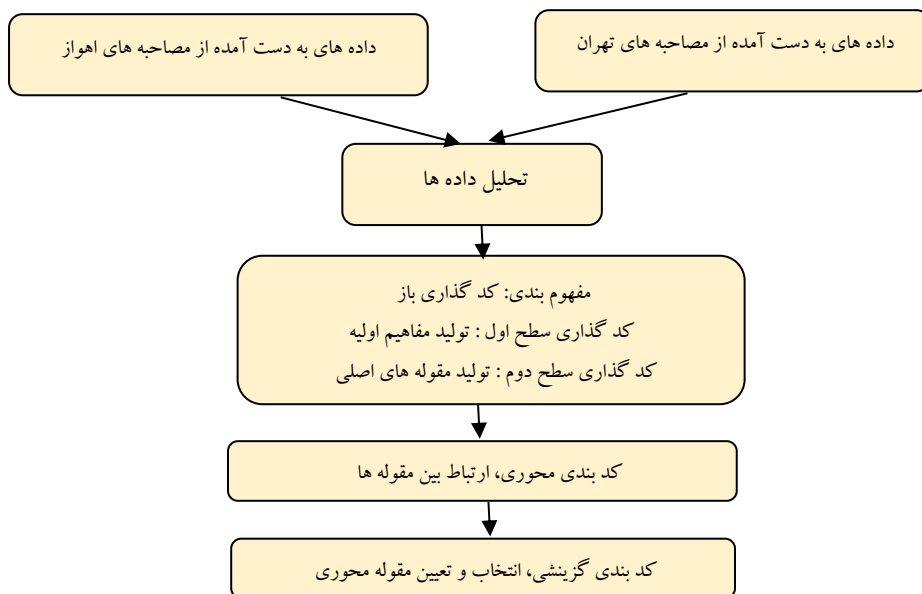 داده های به دست آمده از مصاحبه های تهران
داده های به دست آمده از مصاحبه های اهواز
تحلیل داده ها
مفهوم بندی: کد گذاری باز
کد گذاری سطح اول : تولید مفاهیم اولیه
کد گذاری سطح دوم : تولید مقوله های اصلی
کد بندی محوری، ارتباط بین مقوله ها
کد بندی گزینشی، انتخاب و تعیین مقوله محوری